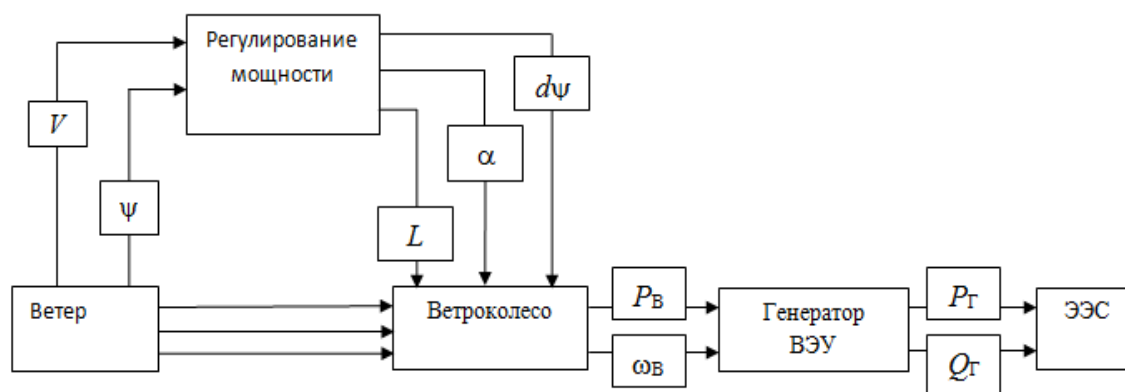 Регулирование
мощности
V
dψ
α
ψ
L
Ветер
Ветроколесо
PВ
ωВ
Генератор
ВЭУ
PГ
QГ
ЭЭС